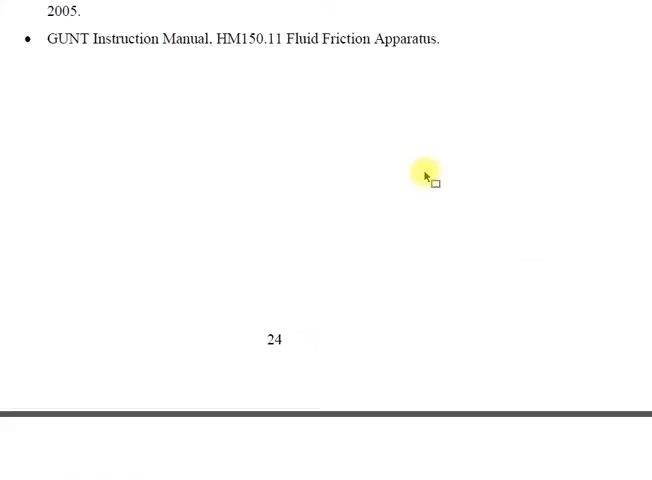 2005.
• GUNT Instruction Manual, HM150.11 Fluid Friction Apparatus.
24